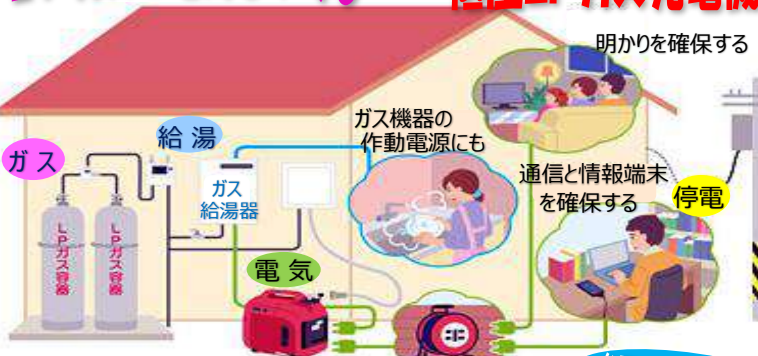 明かりを確保する
ガス機器の
作動電源にも
給湯
ガス
ガス
給湯器
通信と情報端末
を確保する
停電
LPガス容器
LPガス容器
電気